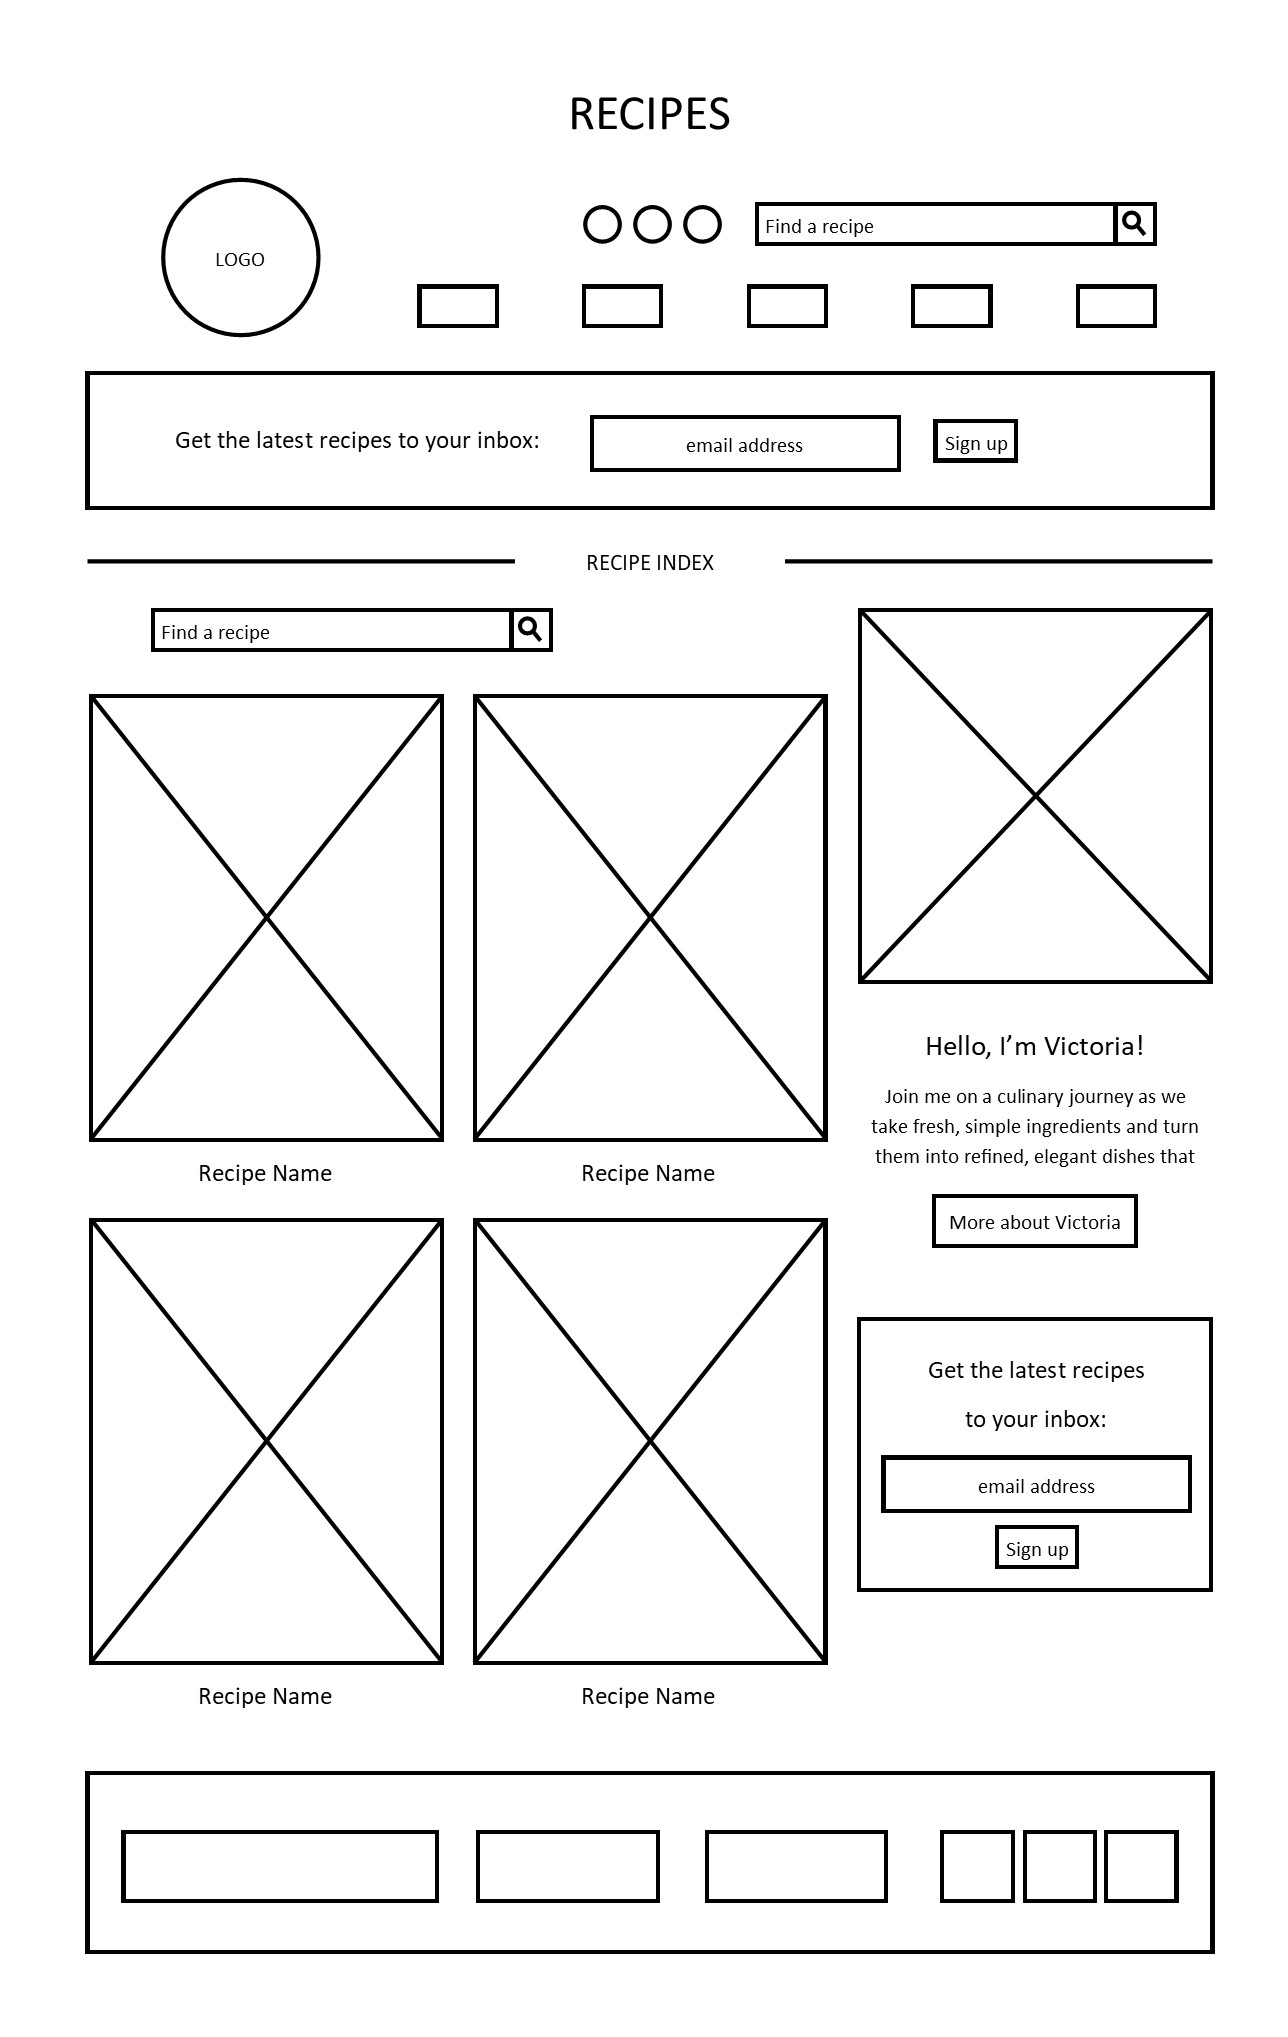 RECIPES
LOGO
Find a recipe
Get the latest recipes to your inbox:
email address
Sign up
RECIPE INDEX
Find a recipe
Recipe Name
Recipe Name
Hello, I’m Victoria!
Join me on a culinary journey as we
take fresh, simple ingredients and turn
them into refined, elegant dishes that
More about Victoria
Get the latest recipes
to your inbox:
email address
Sign up
Recipe Name
Recipe Name